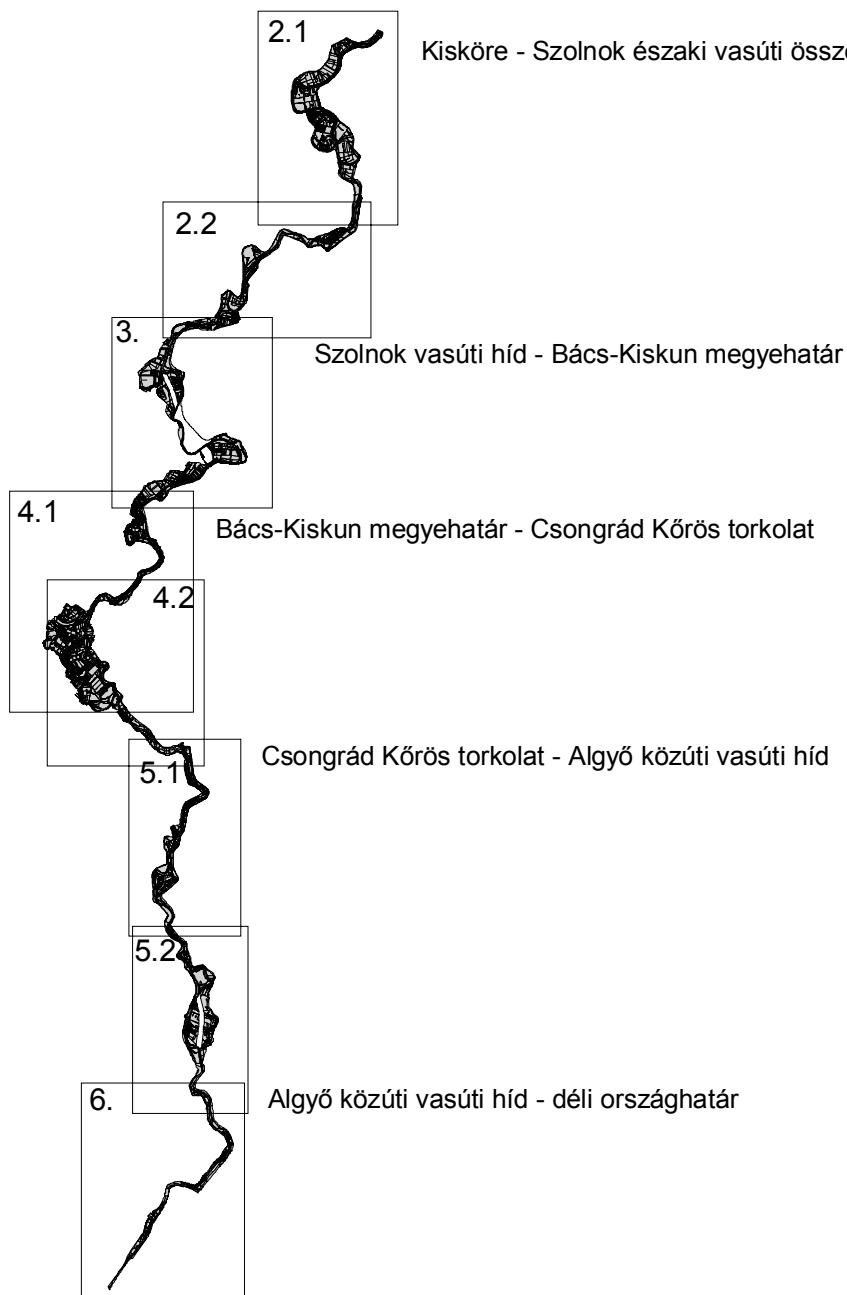 2.1
Kisköre - Szolnok északi vasúti
2.2
3.
Szolnok vasúti híd - Bács-Kiskun megyehatár
4.1
Bács-Kiskun megyehatár - Csongrád Kőrös torkolat
4.2
Csongrád Kőrös torkolat - Algyő közúti vasúti híd
5.1
5.2
6.
Algyő közúti vasúti híd - déli országhatár